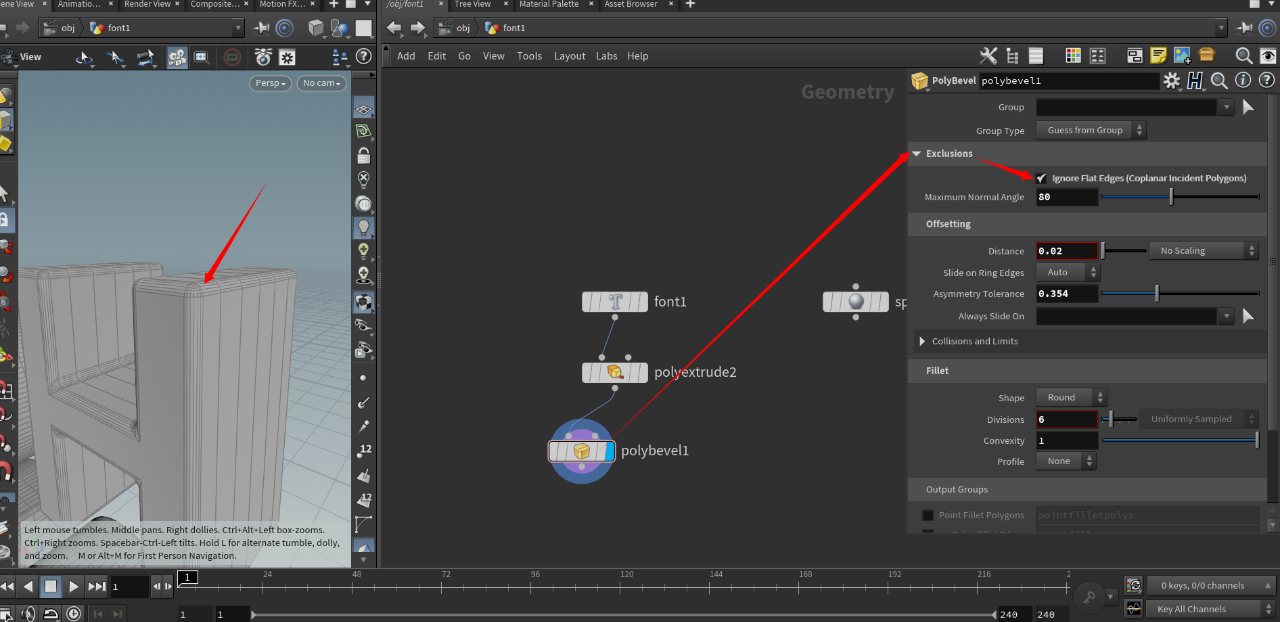 ene View Animatio... Render View Composite... Motion FX...
/obj/font1 Tree View Material Palette Asset Browser
obj font1
obj font1
View
Add Edit Go View Tools Layout Labs Help
Persp No cam
Geometry
PolyBevel polybevel1
Group
Group Type Guess from Group
Exclusions
Ignore Flat Edges (Coplanar Incident Polygons)
Maximum Normal Angle 80
Offsetting
Distance 0.02 No Scaling
Slide on Ring Edges Auto
Asymmetry Tolerance 0.354
Always Slide On
Collisions and Limits
Fillet
Shape Round
Divisions 6 Uniformly Sampled
Convexity 1
Profile None
Output Groups
Point Fillet Polygons pointfilletpolys
font1
sp
polyextrude2
polybevel1
12
12
Left mouse tumbles. Middle pans. Right dollies. Ctrl+Alt+Left box-zooms.
Ctrl+Right zooms. Spacebar-Ctrl-Left tilts. Hold L for alternate tumble, dolly,
and zoom. M or Alt+M for First Person Navigation.
1 1 24 48 72 96 120 144 168 192 216 2
0 keys, 0/0 channels
1 1 240 240
Key All Channels